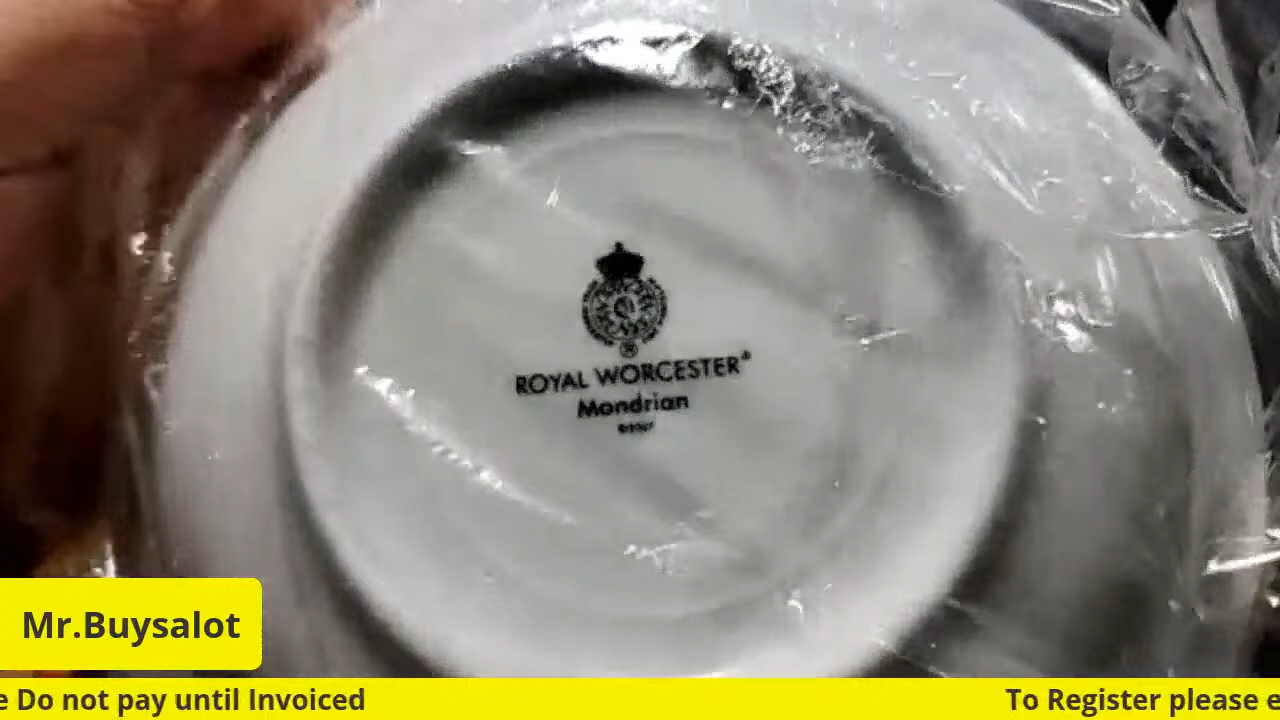 ROYAL WORCESTER®
Mondrian
Mr.Buysalot
e Do not pay until Invoiced
To Register please e